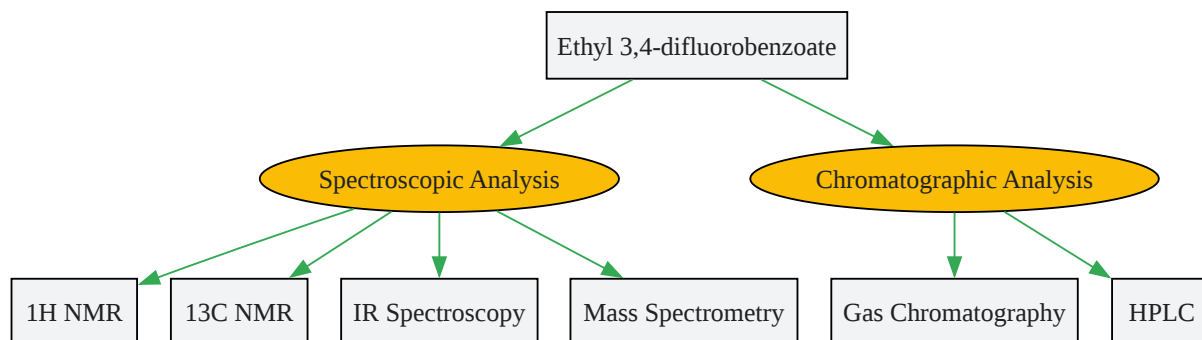 Ethyl 3,4-difluorobenzoate
Spectroscopic Analysis
Chromatographic Analysis
1H NMR
13C NMR
IR Spectroscopy
Mass Spectrometry
Gas Chromatography
HPLC